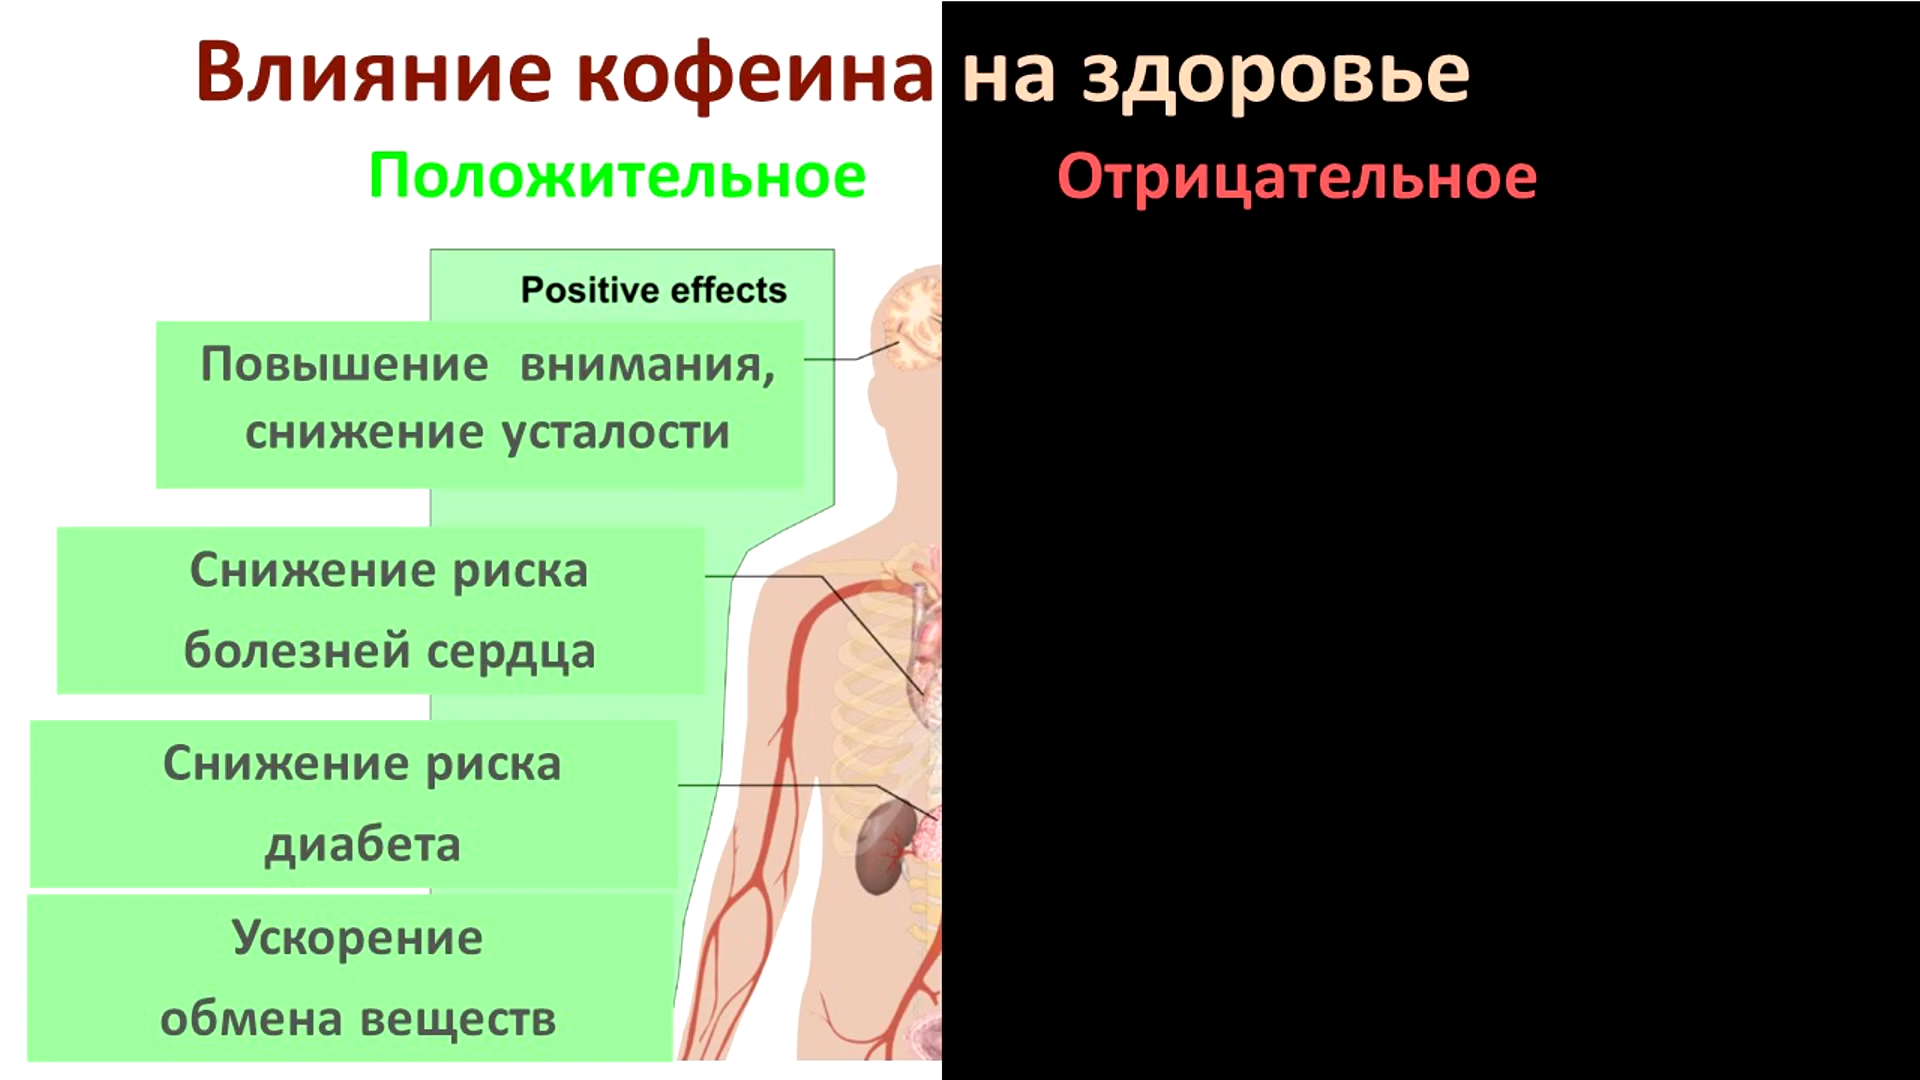 Влияние кофеина на здоровье
Положительное
Отрицательное
Positive effects
Повышение внимания,
снижение усталости
Снижение риска
болезней сердца
Снижение риска
диабета
Ускорение
обмена веществ